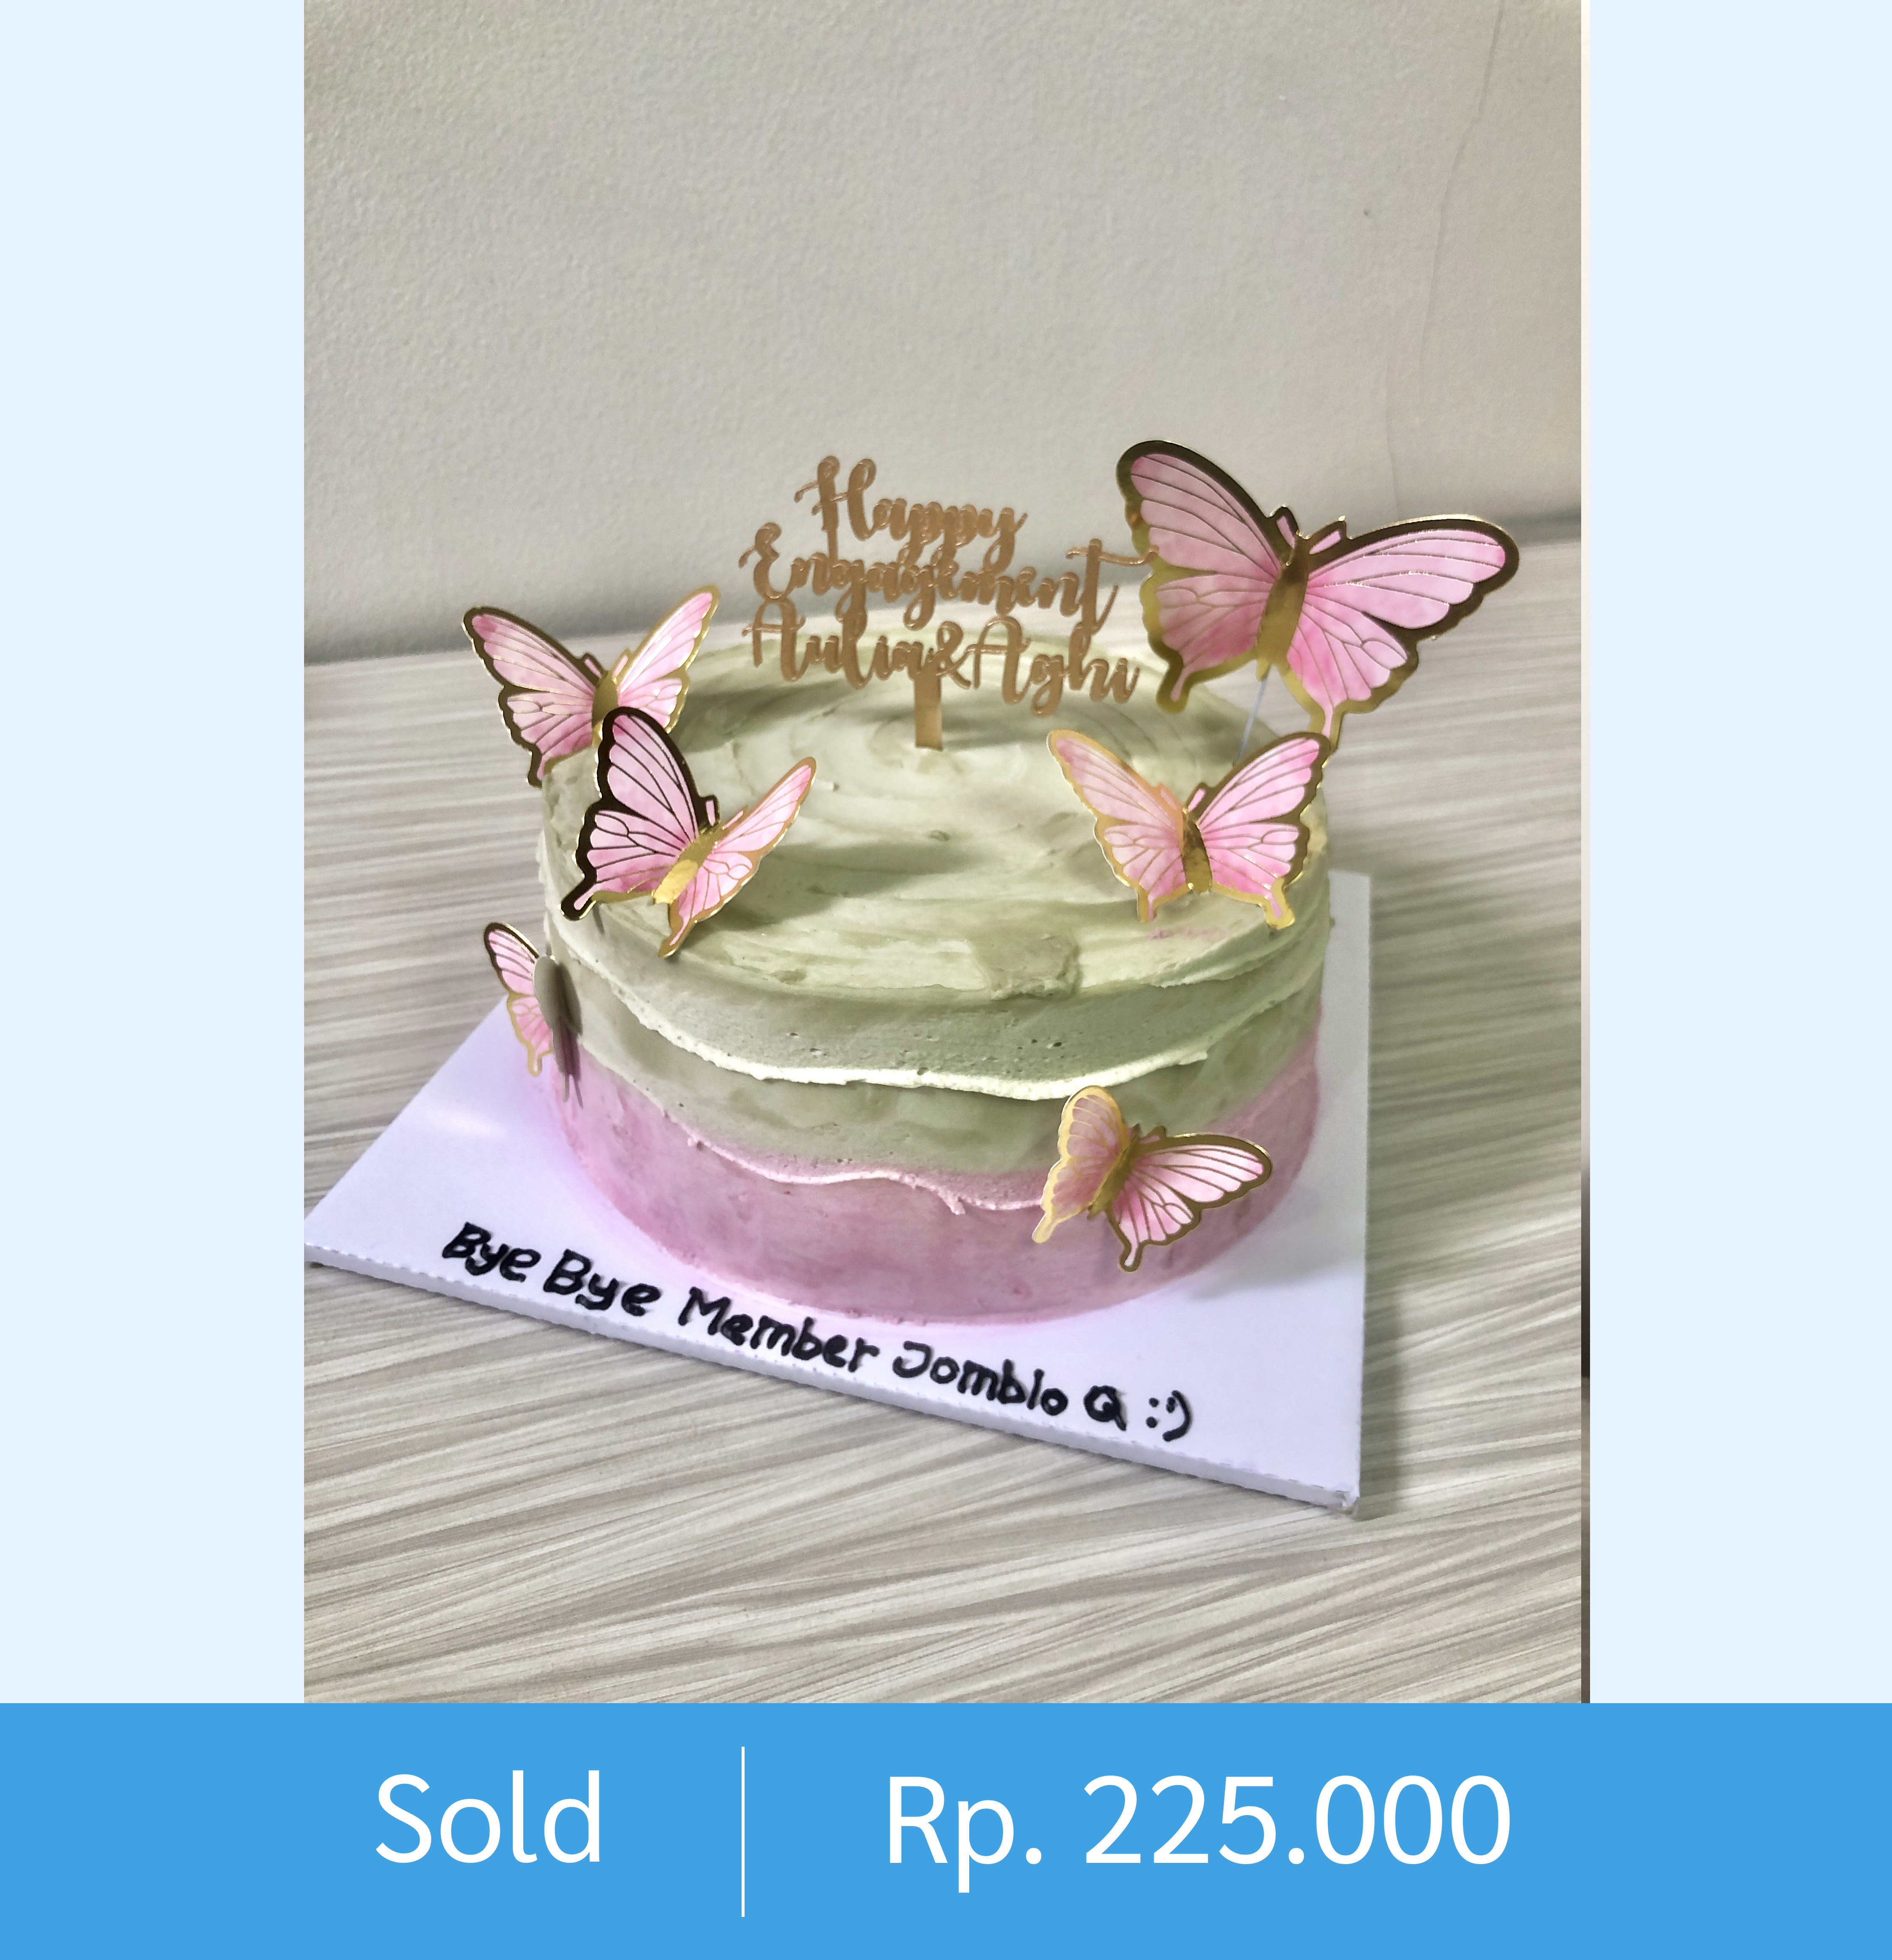 Happy
Engagement
Aulia&Aghi
Bye Bye Member Jomblo Q :)
Sold
Rp. 225.000